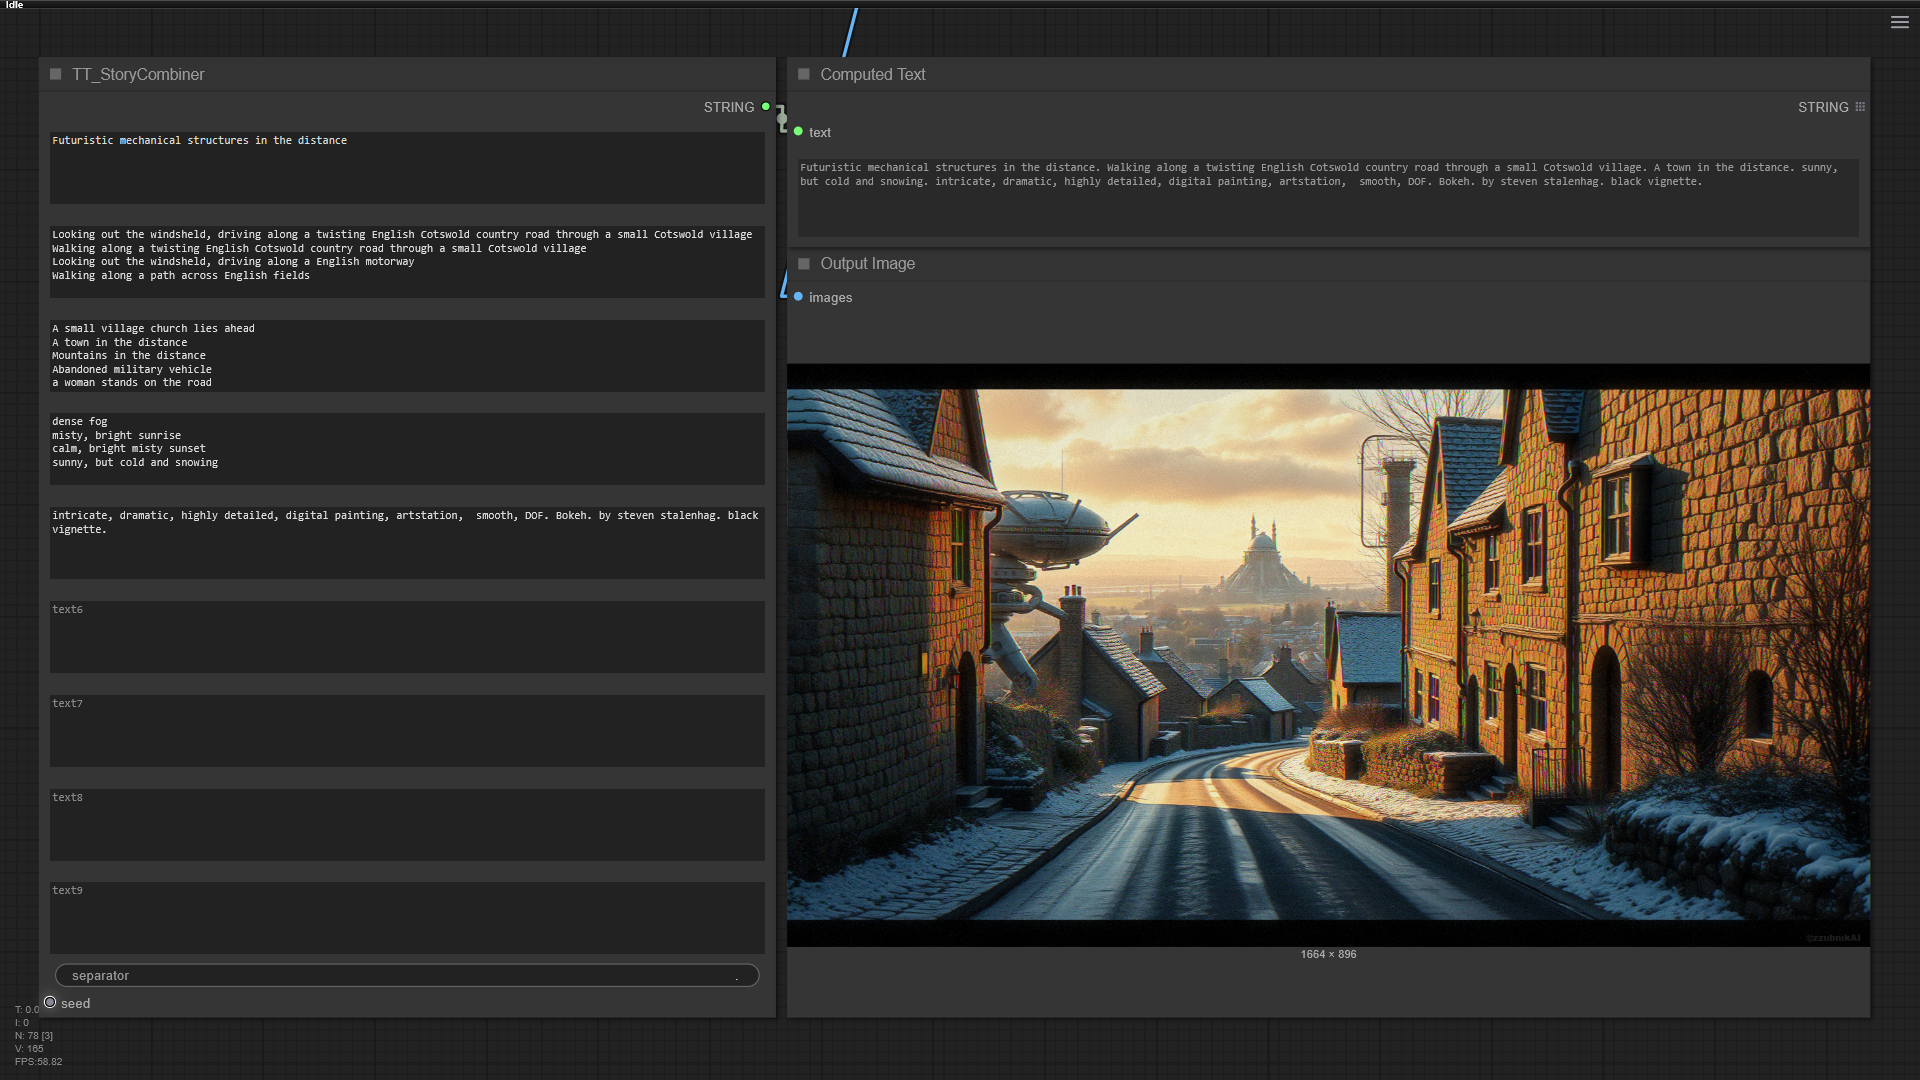 Idle
TT_StoryCombiner
STRING
Futuristic mechanical structures in the distance
Looking out the windsheld, driving along a twisting English Cotswold country road through a small Cotswold village
Walking along a twisting English Cotswold country road through a small Cotswold village
Looking out the windsheld, driving along a English motorway
Walking along a path across English fields
A small village church lies ahead
A town in the distance
Mountains in the distance
Abandoned military vehicle
a woman stands on the road
dense fog
misty, bright sunrise
calm, bright misty sunset
sunny, but cold and snowing
intricate, dramatic, highly detailed, digital painting, artstation,  smooth, DOF. Bokeh. by steven stalenhag. black
vignette.
text6
text7
text8
text9
separator .
seed
T: 0.0
I: 0
N: 78 [3]
V: 165
FPS:58.82
Computed Text
STRING
text
Futuristic mechanical structures in the distance. Walking along a twisting English Cotswold country road through a small Cotswold village. A town in the distance. sunny,
but cold and snowing. intricate, dramatic, highly detailed, digital painting, artstation,  smooth, DOF. Bokeh. by steven stalenhag. black vignette.
Output Image
images
1664 × 896